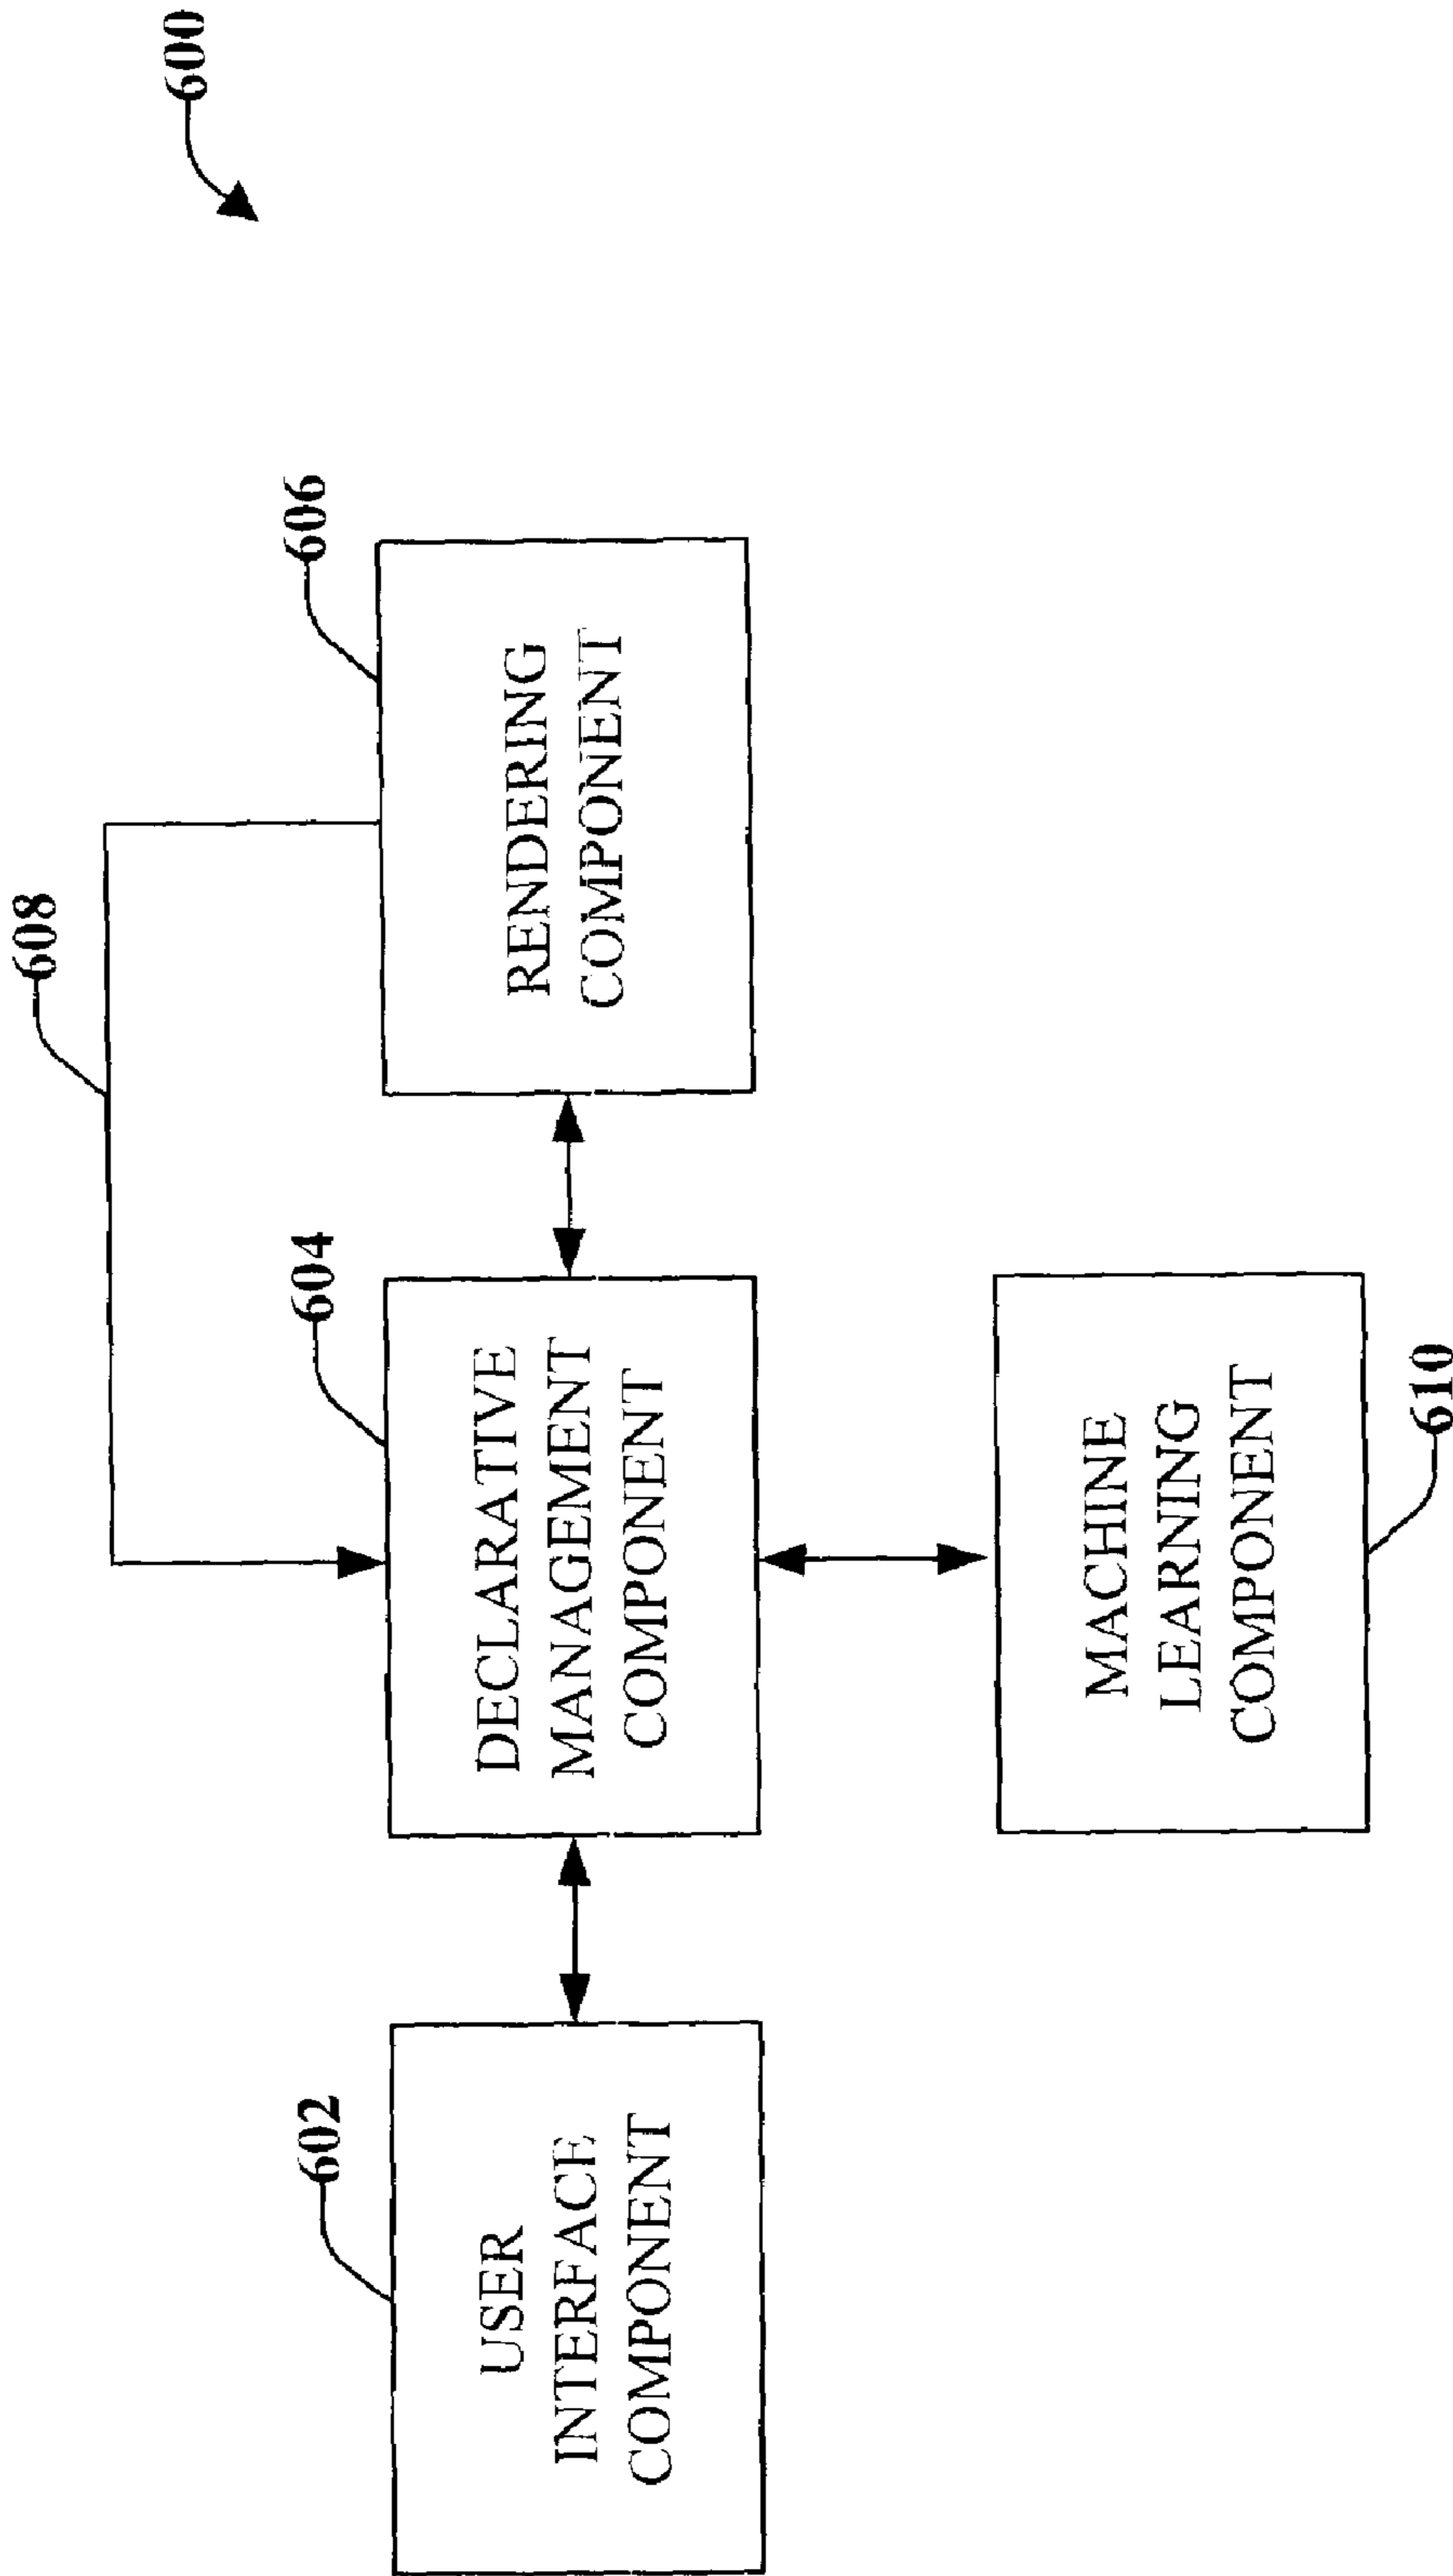 600
608
602
USER
INTERFACE
COMPONENT
604
DECLARATIVE
MANAGEMENT
COMPONENT
606
RENDERING
COMPONENT
MACHINE
LEARNING
COMPONENT
610